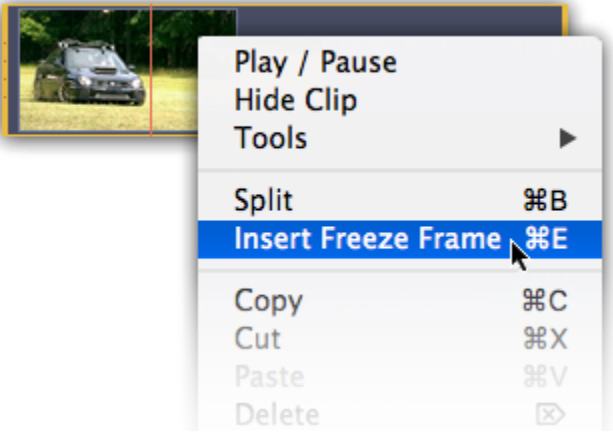 Play / Pause
Hide Clip
Tools
Split ⌘B
Insert Freeze Frame ⌘E
Copy ⌘C
Cut ⌘X
Paste ⌘V
Delete ⌦